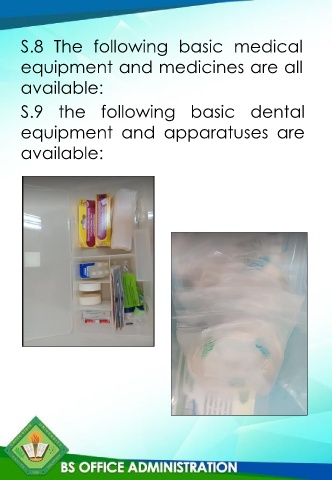 S.8 The following basic medical
equipment and medicines are all
available:
S.9 the following basic dental
equipment and apparatuses are
available:
BS OFFICE ADMINISTRATION